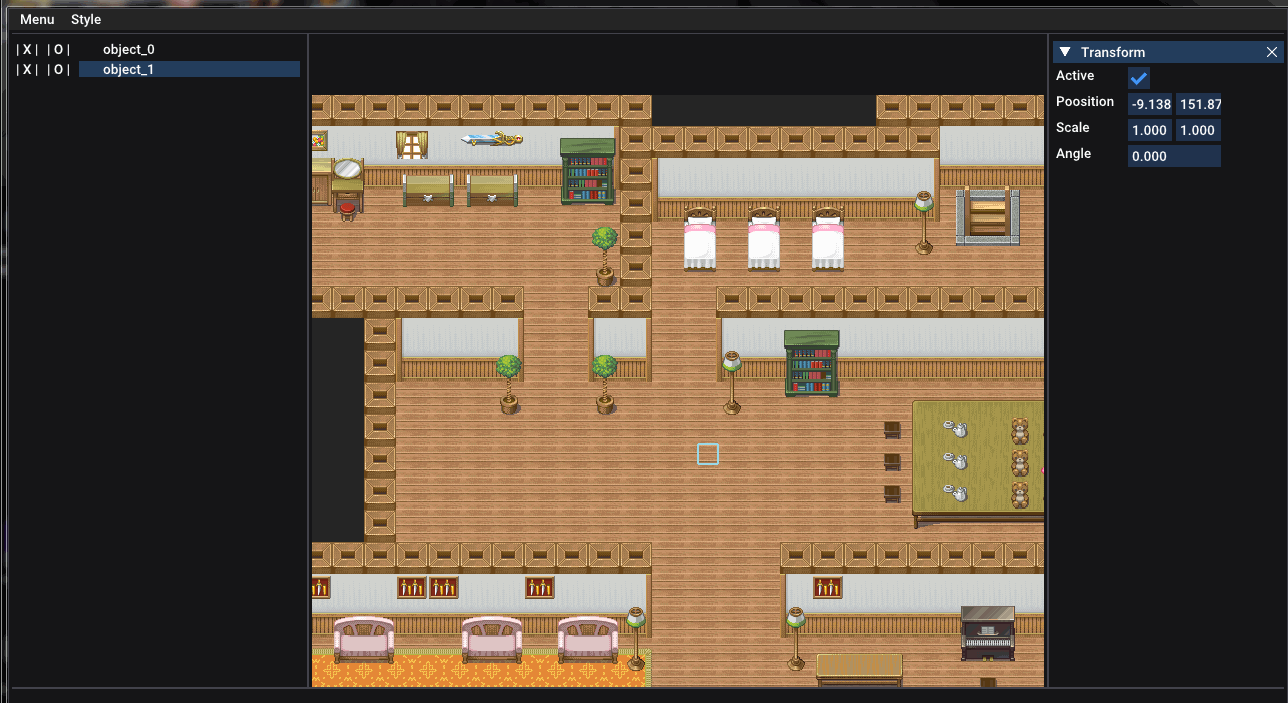 Menu Style
|X| |O| object_0
|X| |O| object_1
Transform
Active
Poosition -9.138 151.87
Scale 1.000 1.000
Angle 0.000